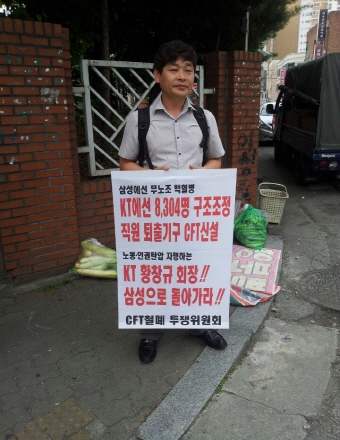 삼성에선 무노조 백혈병
KT에선 8,304명 구조조정
직원 퇴출기구 CFT신설
노동·인권탄압 자행하는
KT 황창규 회장!!
삼성으로 돌아가라!!
CFT철폐 투쟁위원회